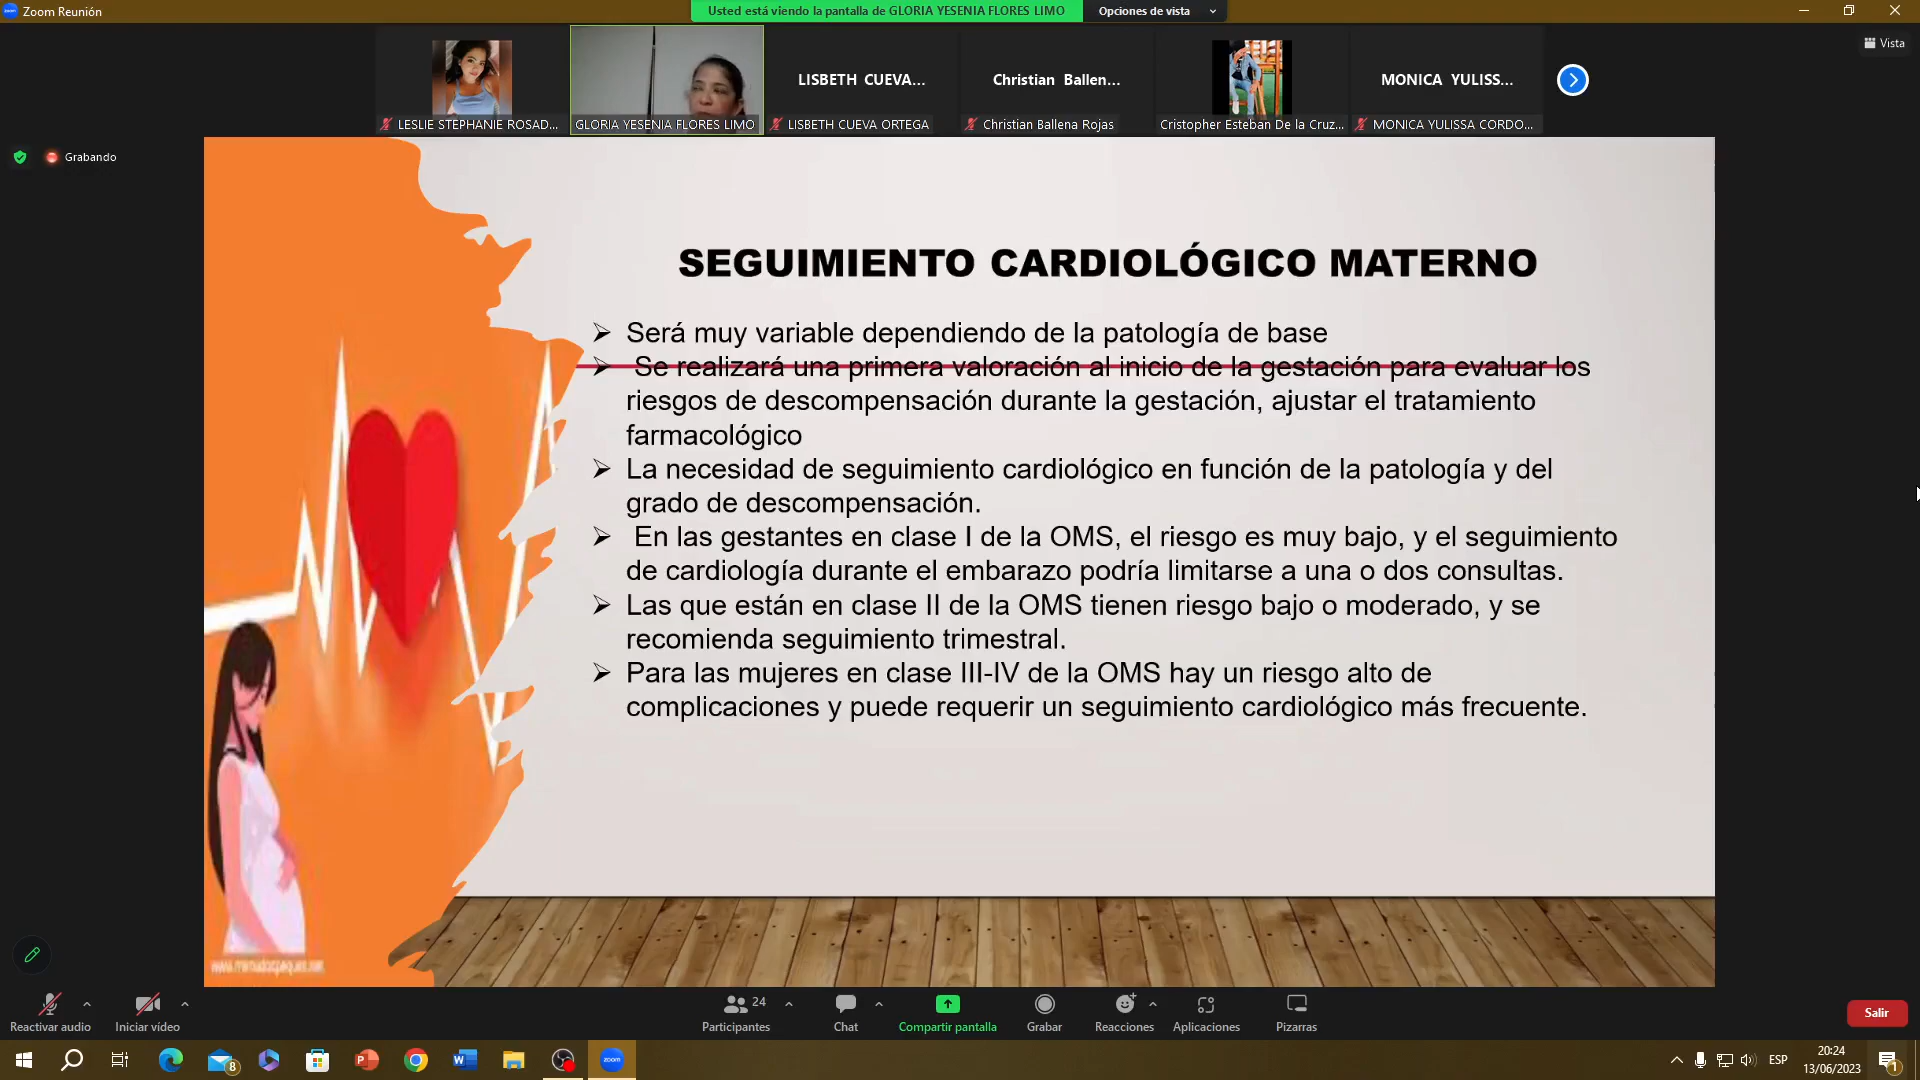 Zoom Reunión
Usted está viendo la pantalla de GLORIA YESENIA FLORES LIMO
Opciones de vista
Vista
LISBETH CUEVA...
Christian Ballen...
MONICA YULISS...
LESLIE STEPHANIE ROSAD...
GLORIA YESENIA FLORES LIMO
LISBETH CUEVA ORTEGA
Christian Ballena Rojas
Cristopher Esteban De la Cruz...
MONICA YULISSA CORDO...
Grabando
SEGUIMIENTO CARDIOLÓGICO MATERNO
➢ Será muy variable dependiendo de la patología de base
➢ Se realizará una primera valoración al inicio de la gestación para evaluar los
riesgos de descompensación durante la gestación, ajustar el tratamiento
farmacológico
➢ La necesidad de seguimiento cardiológico en función de la patología y del
grado de descompensación.
➢ En las gestantes en clase I de la OMS, el riesgo es muy bajo, y el seguimiento
de cardiología durante el embarazo podría limitarse a una o dos consultas.
➢ Las que están en clase II de la OMS tienen riesgo bajo o moderado, y se
recomienda seguimiento trimestral.
➢ Para las mujeres en clase III-IV de la OMS hay un riesgo alto de
complicaciones y puede requerir un seguimiento cardiológico más frecuente.
Reactivar audio
Iniciar vídeo
24
Participantes
Chat
Compartir pantalla
Grabar
Reacciones
Aplicaciones
Pizarras
Salir
8
zoom
ESP
20:24
13/06/2023
1